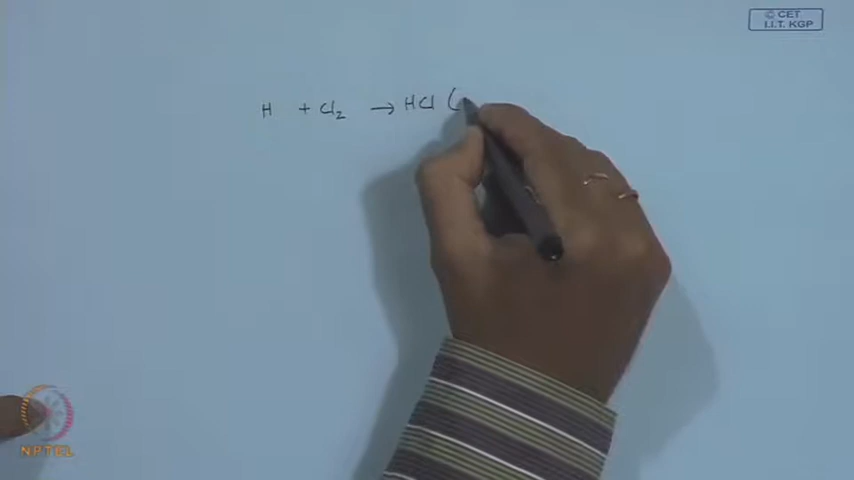 © CET
I.I.T. KGP
H + Cl₂ → HCl (
NPTEL